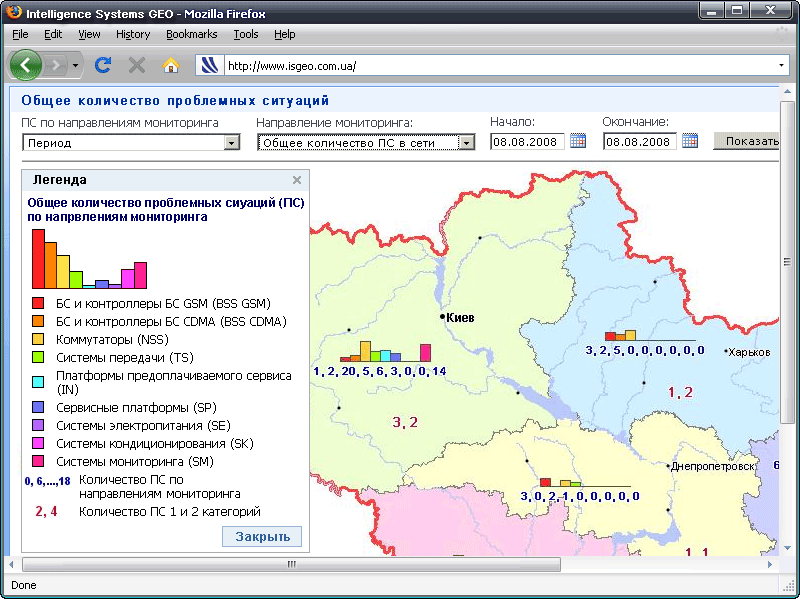 Intelligence Systems GEO - Mozilla Firefox
File Edit View History Bookmarks Tools Help
http://www.isgeo.com.ua/
Общее количество проблемных ситуаций
ПС по направлениям мониторинга
Направление мониторинга:
Начало:
Окончание:
Период
Общее количество ПС в сети
08.08.2008
08.08.2008
Показать
Легенда
Общее количество проблемных сиуаций (ПС)
по напрвлениям мониторинга
БС и контроллеры БС GSM (BSS GSM)
БС и контроллеры БС CDMA (BSS CDMA)
Коммутаторы (NSS)
Системы передачи (TS)
Платформы предоплачиваемого сервиса
(IN)
Сервисные платформы (SP)
Системы электропитания (SE)
Системы кондиционирования (SK)
Системы мониторинга (SM)
0, 6,...,18 Количество ПС по
направлениям мониторинга
2, 4 Количество ПС 1 и 2 категорий
Закрыть
Киев
1, 2, 20, 5, 6, 3, 0, 0, 14
3, 2
3, 2, 5, 0, 0, 0, 0, 0, 0
Харьков
1, 2
Днепропетровск
6
3, 0, 2, 1, 0, 0, 0, 0, 0
1, 1
Done